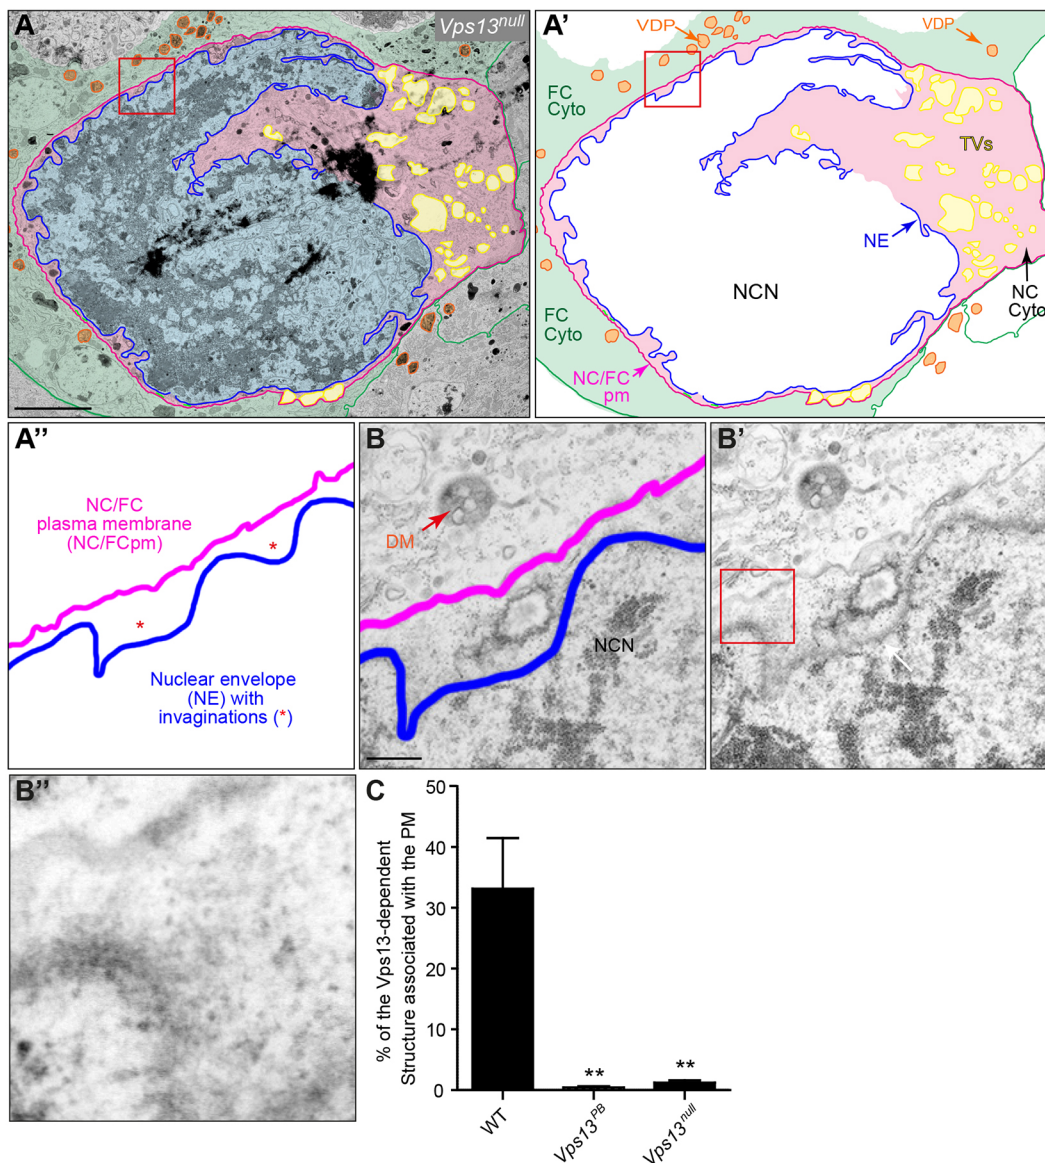 A
Vps13null
A’
VDP
VDP
FC
Cyto
TVs
NE
NCN
NC
Cyto
FC
Cyto
NC/FC
pm
A’’
NC/FC
plasma membrane
(NC/FCpm)
*
*
Nuclear envelope
(NE) with
invaginations (*)
B
DM
NCN
B’
B’’
C
% of the Vps13-dependent
Structure associated with the PM
50
40
30
20
10
0
**
**
WT
Vps13PB
Vps13null